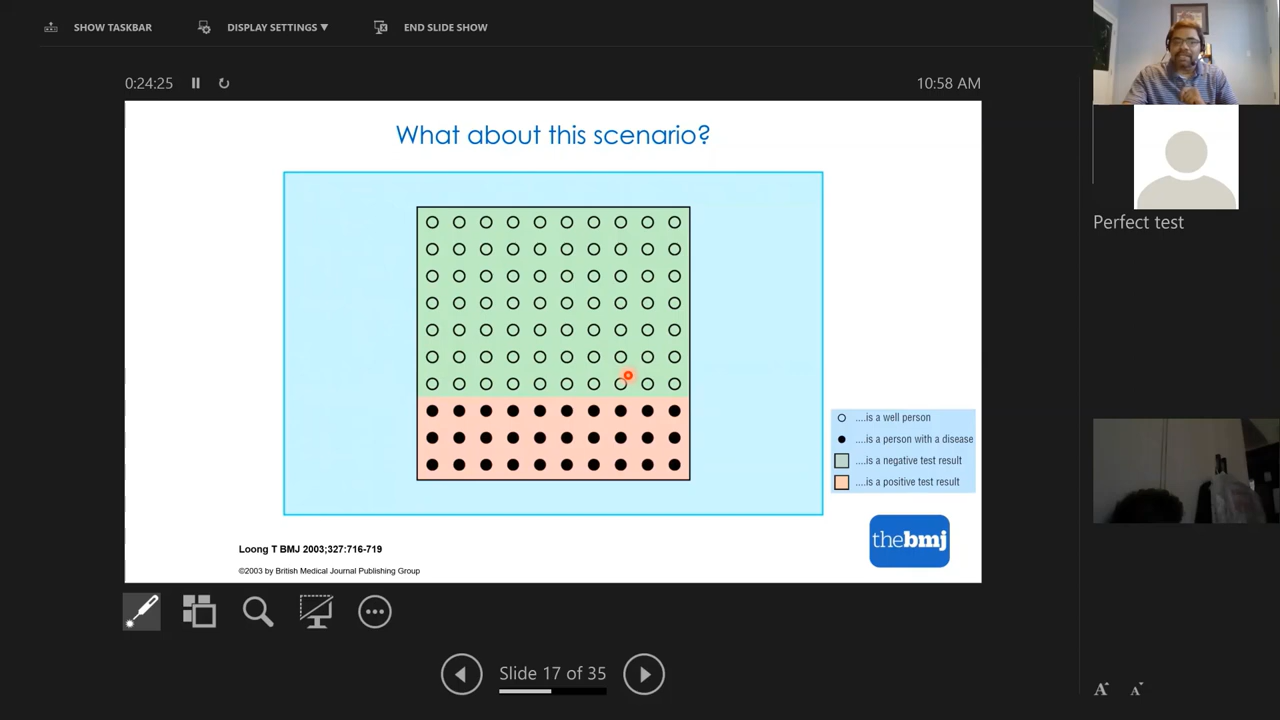 SHOW TASKBAR
DISPLAY SETTINGS ▼
END SLIDE SHOW
0:24:25
10:58 AM
What about this scenario?
Perfect test
....is a well person
....is a person with a disease
....is a negative test result
....is a positive test result
thebmj
Loong T BMJ 2003;327:716-719
©2003 by British Medical Journal Publishing Group
Slide 17 of 35
A A